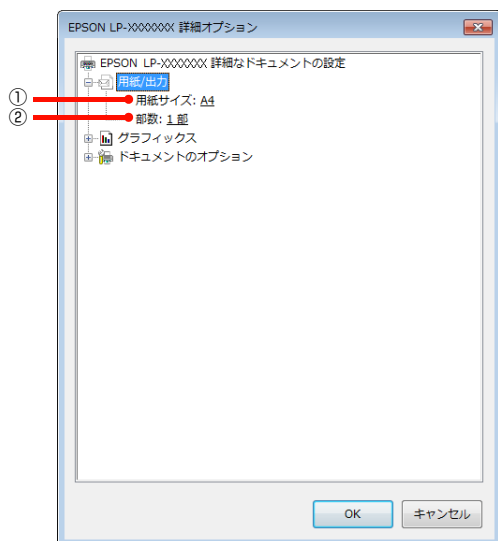 EPSON LP-XXXXXXX 詳細オプション
EPSON LP-XXXXXXX 詳細なドキュメントの設定
用紙/出力
① 用紙サイズ: A4
② 部数: 1 部
グラフィックス
ドキュメントのオプション
OK キャンセル